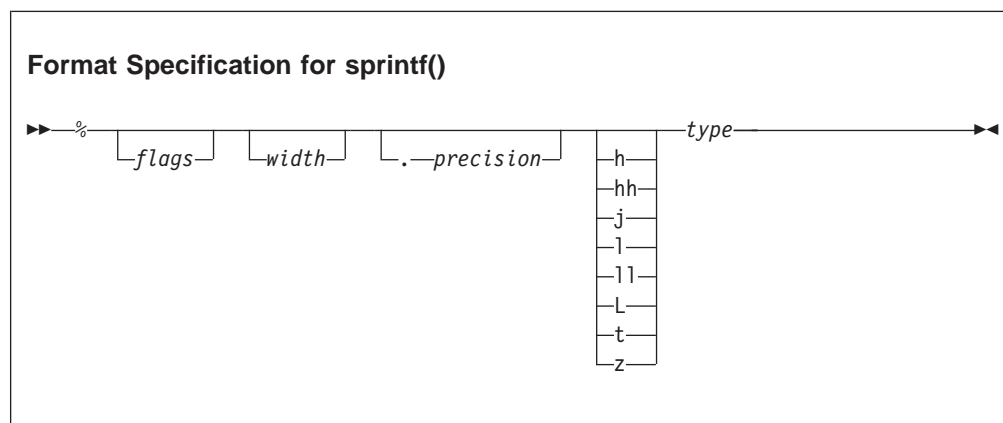 Format Specification for sprintf()
% type
flags width . precision h
hh
j
l
ll
L
t
z